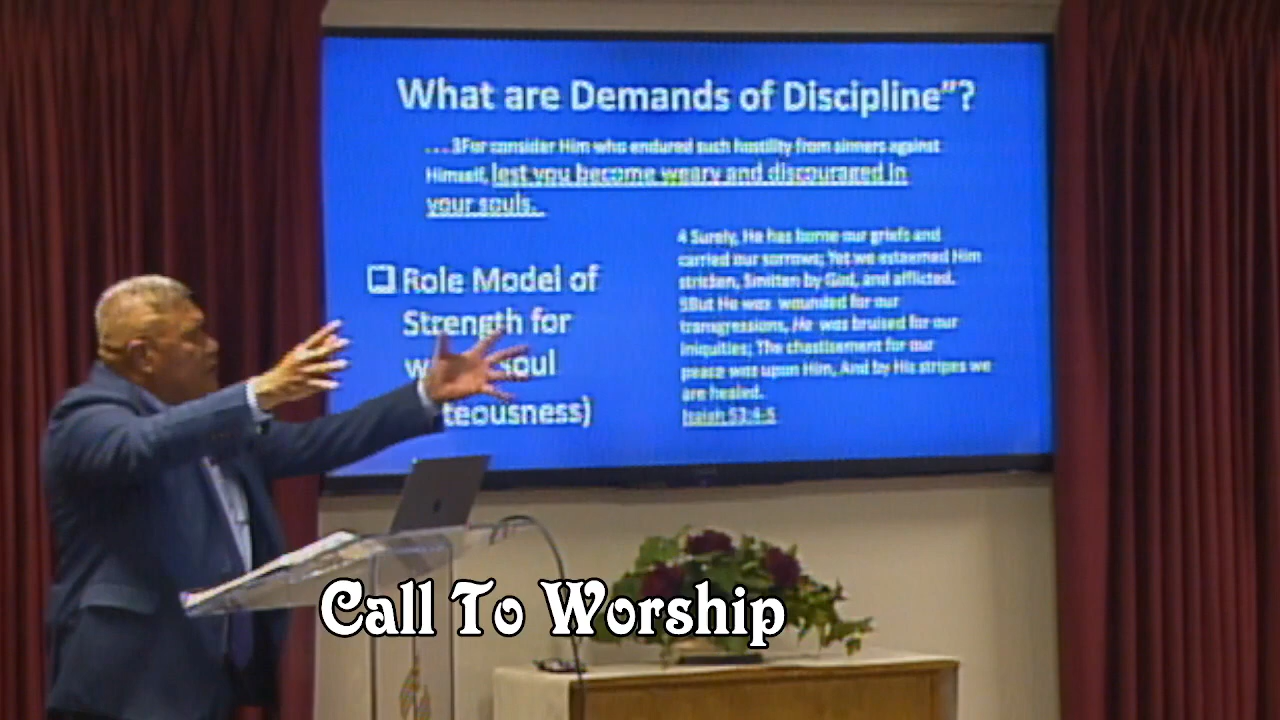 What are Demands of Discipline”?
. . . 3For consider Him who endured such hostility from sinners against
Himself, lest you become weary and discouraged in
your souls.
Role Model of
Strength for
soul
teousness)
4 Surely, He has borne our griefs and
carried our sorrows; Yet we esteemed Him
stricken, Smitten by God, and afflicted.
5But He was wounded for our
transgressions, He was bruised for our
iniquities; The chastisement for our
peace was upon Him, And by His stripes we
are healed.
Isaiah 53:4-5
Call To Worship